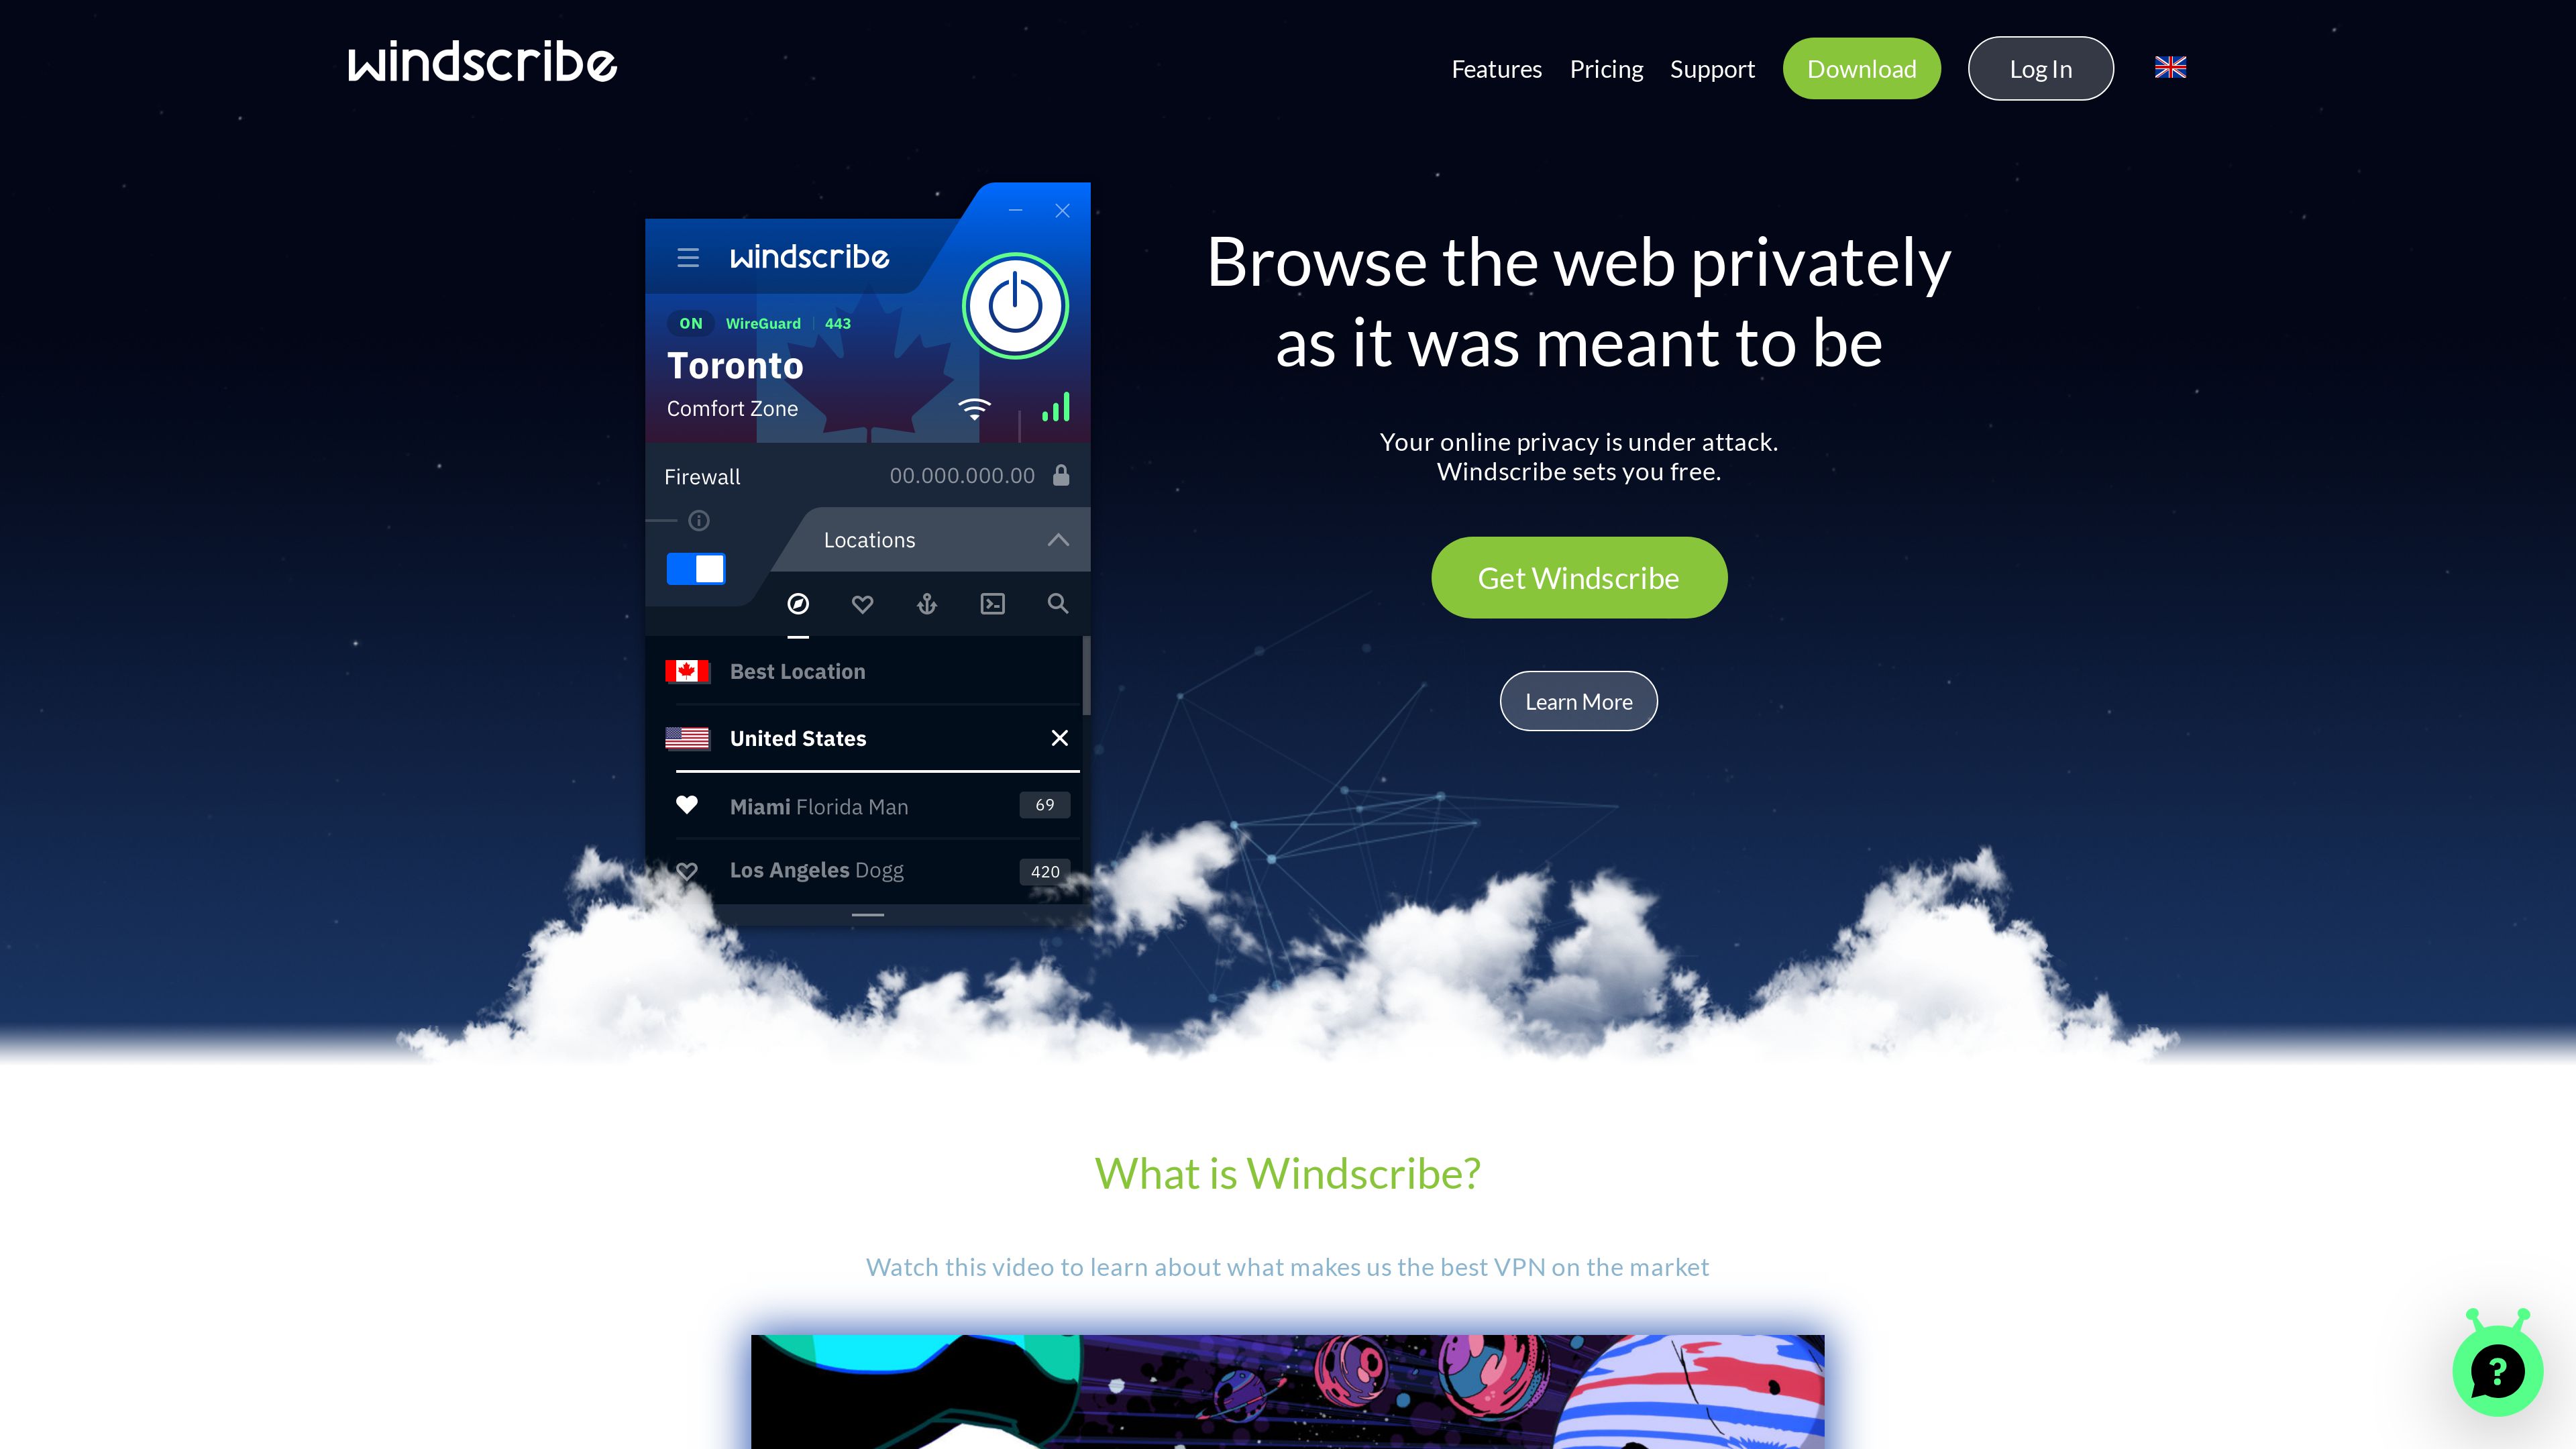 windscribe
Features Pricing Support Download Log In
windscribe
ON WireGuard 443
Toronto
Comfort Zone
Firewall 00.000.000.00
Locations
Best Location
United States
Miami Florida Man 69
Los Angeles Dogg 420
Browse the web privately
as it was meant to be
Your online privacy is under attack.
Windscribe sets you free.
Get Windscribe
Learn More
What is Windscribe?
Watch this video to learn about what makes us the best VPN on the market
?